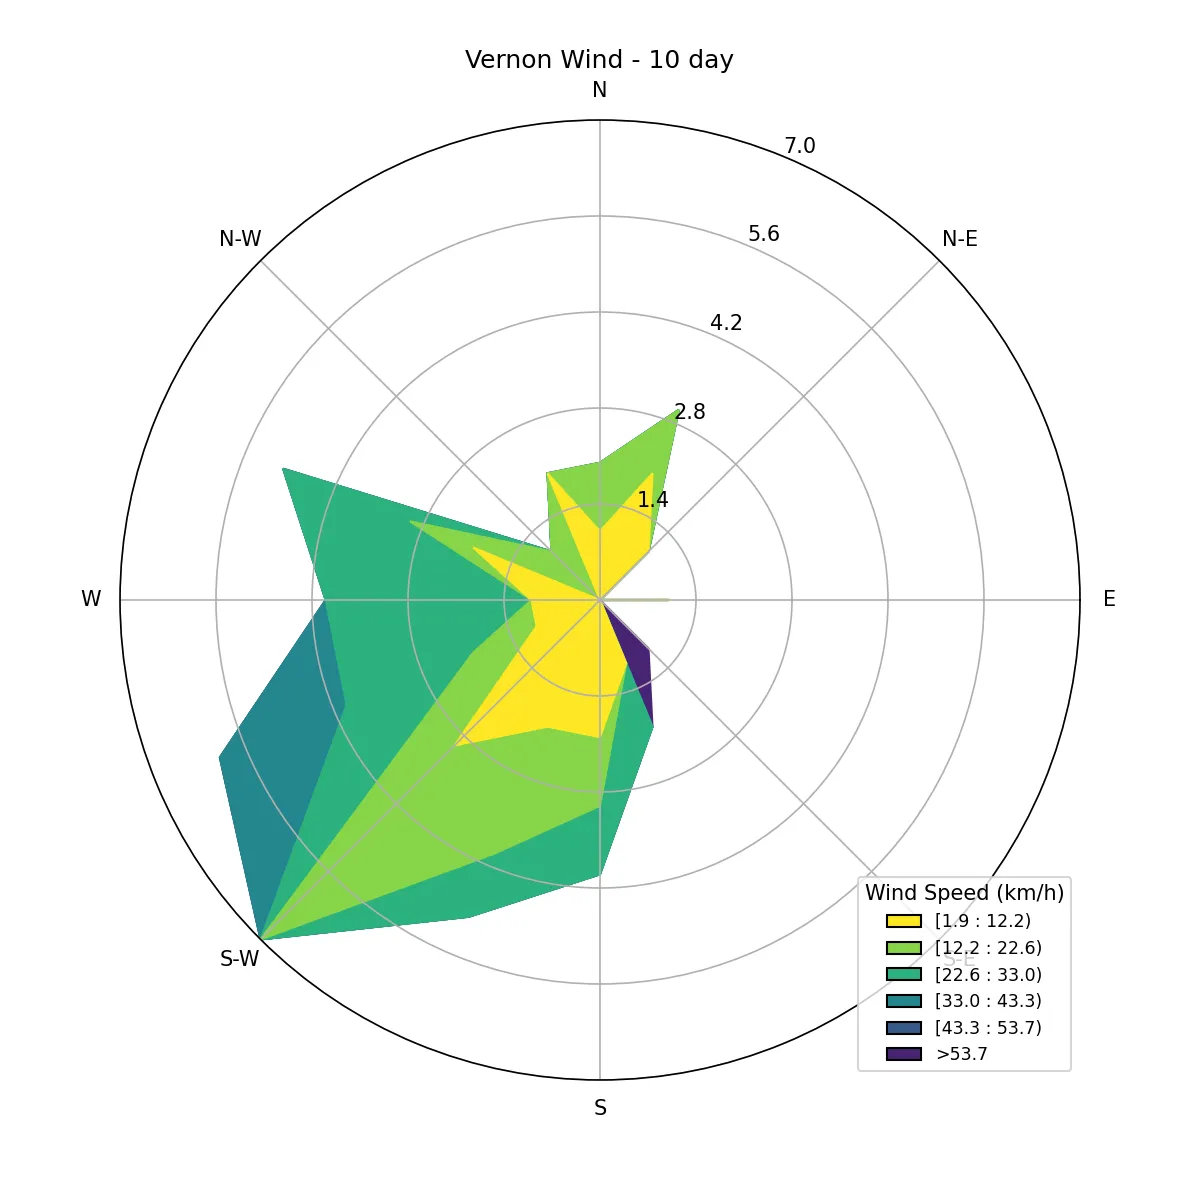 Vernon Wind - 10 day
N
7.0
N-W
5.6
N-E
4.2
2.8
1.4
W
E
S-W
S-E
S
Wind Speed (km/h)
[1.9 : 12.2)
[12.2 : 22.6)
[22.6 : 33.0)
[33.0 : 43.3)
[43.3 : 53.7)
>53.7